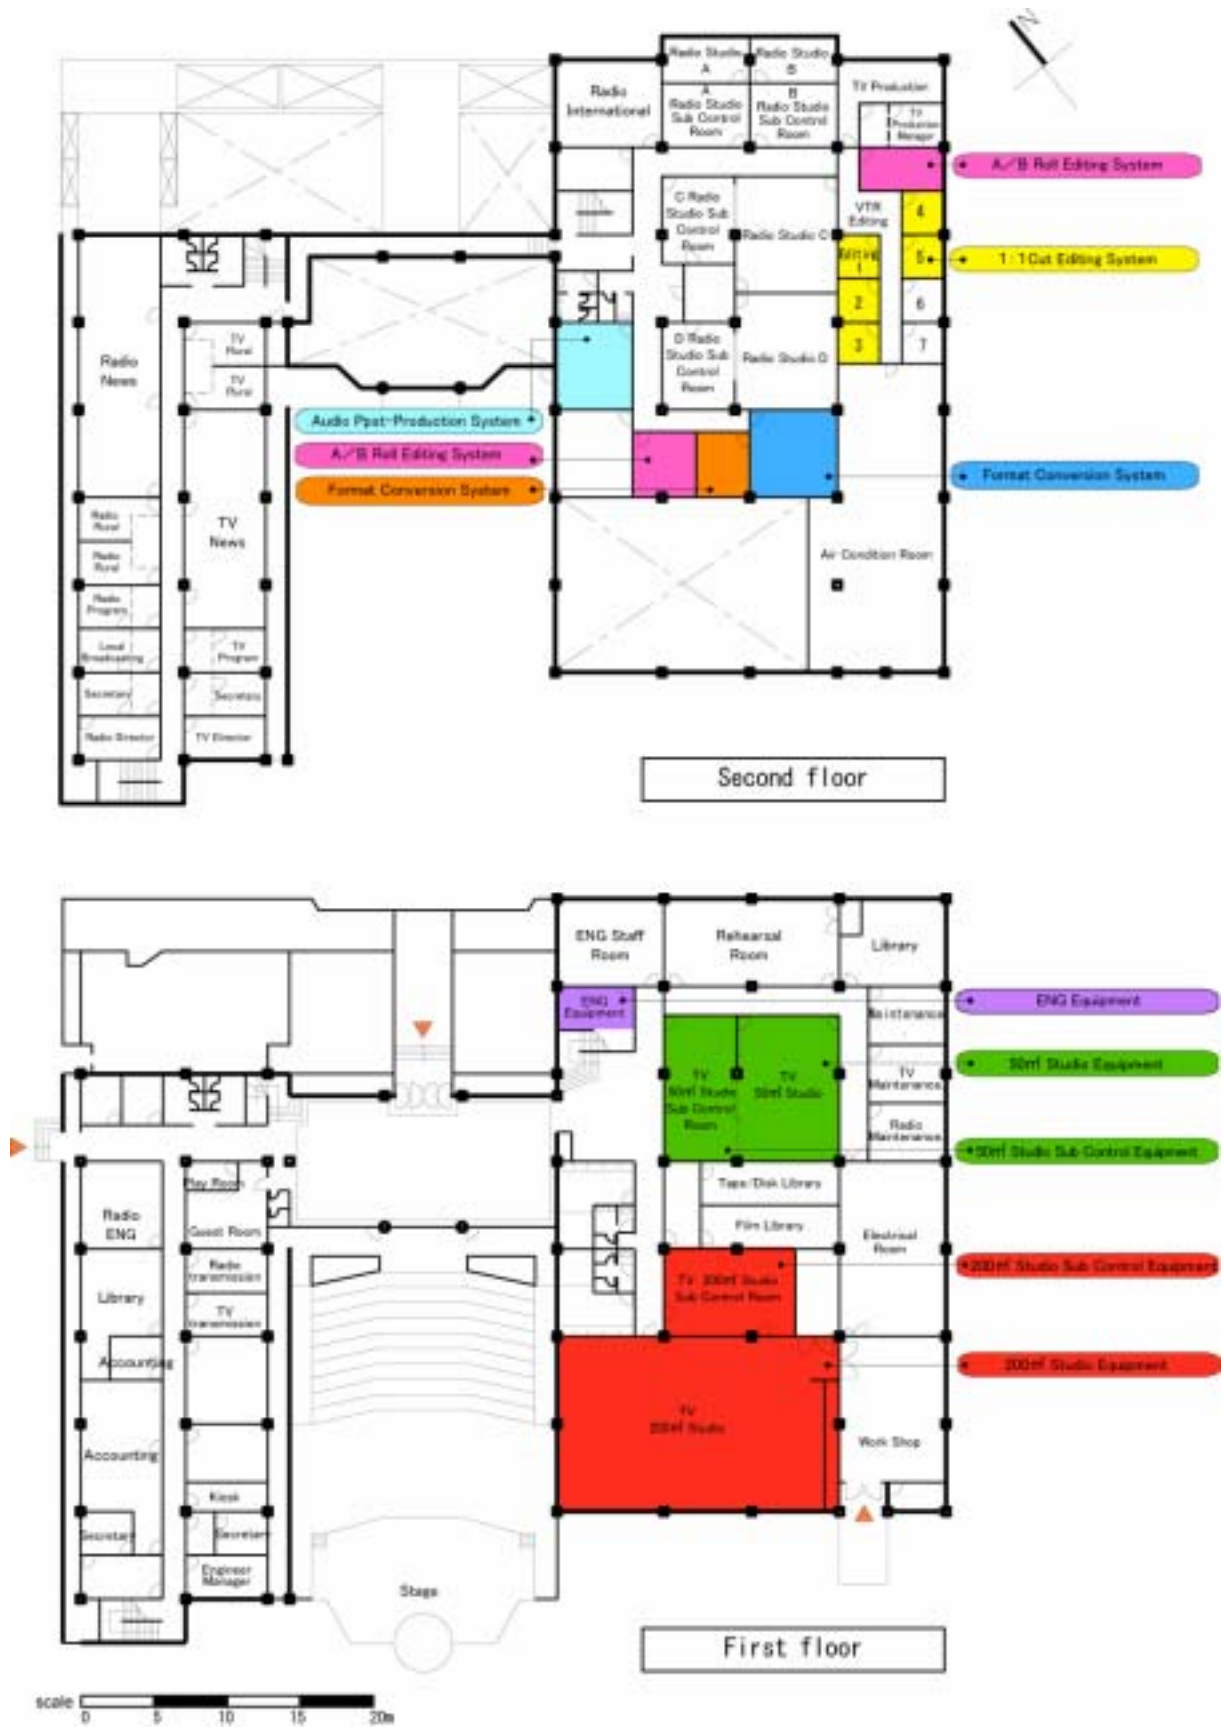 N
Radio Studio
A
Radio Studio
B
Radio
International
A
Radio Studio
Sub Control
Room
B
Radio Studio
Sub Control
Room
TV Production
TV
Production
Manager
A/B Roll Editing System
C Radio
Studio Sub
Control
Room
Radio Studio C
VTR
Editing
4
Editing
1
5
1:1Cut Editing System
2
6
3
7
Radio
News
TV
Rural
TV
Rural
D Radio
Studio Sub
Control
Room
Radio Studio D
Audio Ppst-Production System
A/B Roll Editing System
Format Conversion System
Format Conversion System
Radio
Rural
Radio
Rural
TV
News
Air Condition Room
Radio
Program
Local
Broadcasting
TV
Program
Secretary
Secretary
Radio Director
TV Director
Second floor
ENG Staff
Room
Rehearsal
Room
Library
ENG
Equipment
ENG Equipment
Maintenance
TV
50㎡ Studio
Sub Control
Room
TV
50㎡ Studio
50㎡ Studio Equipment
TV
Maintenance
Radio
Maintenance
50㎡ Studio Sub Control Equipment
Play Room
Tape/Disk Library
Radio
ENG
Guest Room
Film Library
Electrical
Room
Radio
transmission
TV 200㎡ Studio
Sub Control Room
200㎡ Studio Sub Control Equipment
Library
TV
transmission
Accounting
200㎡ Studio Equipment
TV
200㎡ Studio
Accounting
Work Shop
Kiosk
Secretary
Secretary
Engineer
Manager
Stage
First floor
scale
0 5 10 15 20m